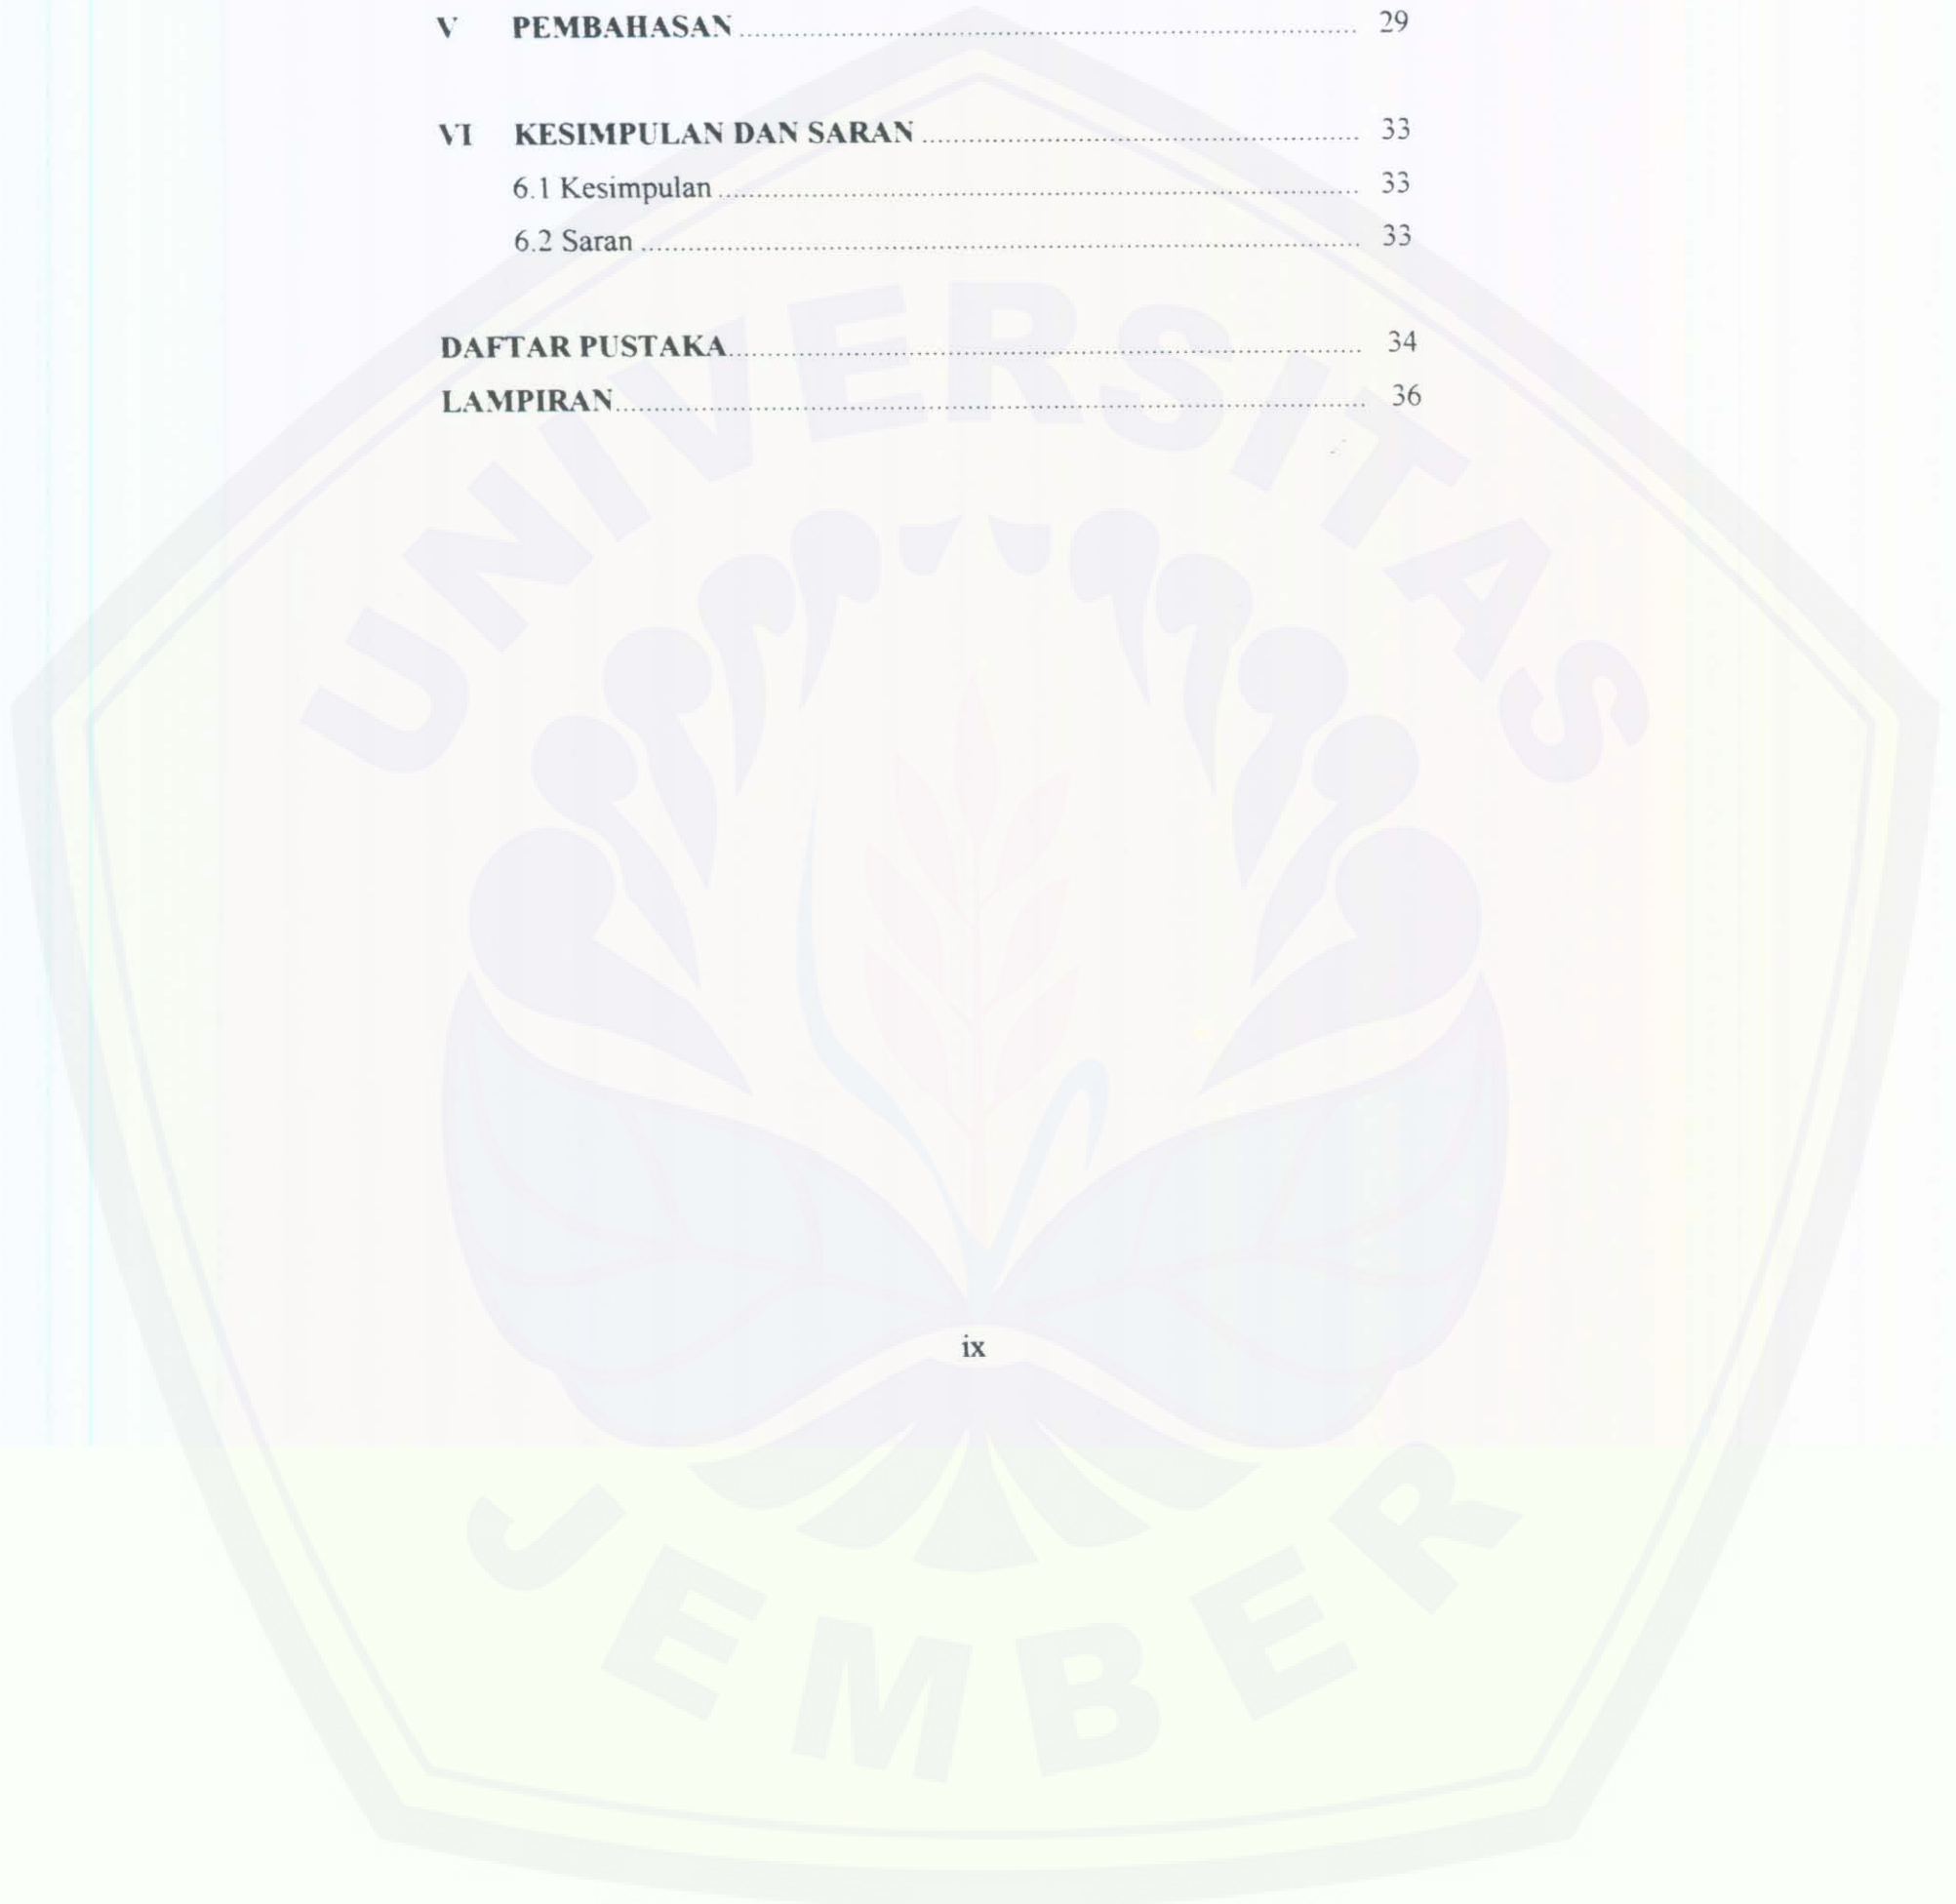 V PEMBAHASAN ........................................ 29
VI KESIMPULAN DAN SARAN ........................................ 33
6.1 Kesimpulan ........................................ 33
6.2 Saran ........................................ 33
DAFTAR PUSTAKA ........................................ 34
LAMPIRAN ........................................ 36
UNIVERSITAS
ix
JEMBER